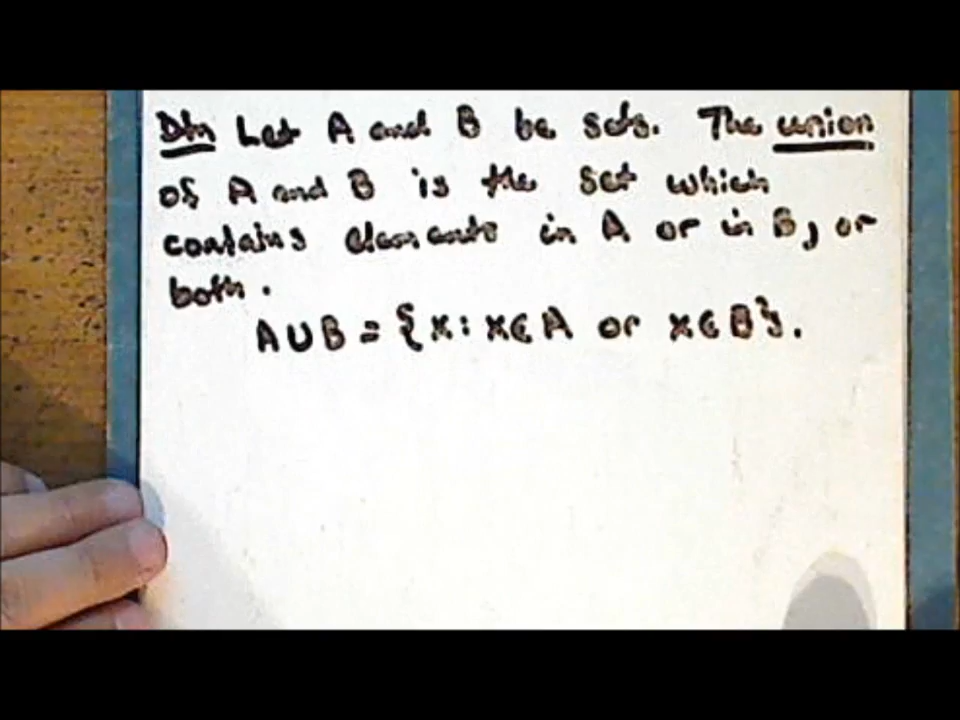 Dfn Let A and B be sets. The union
of A and B is the set which
contains elements in A or in B, or
both.
A∪B = {x: x∈A or x∈B}.